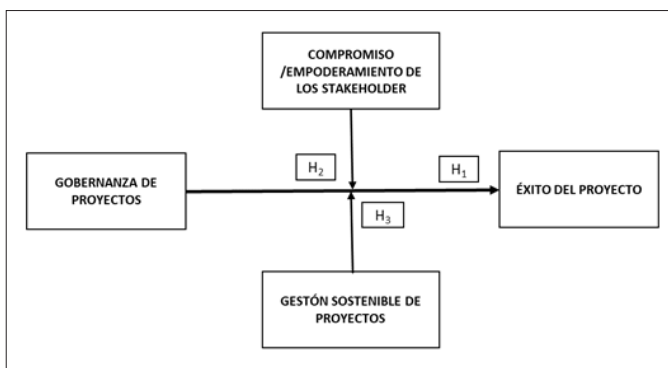 COMPROMISO
/EMPODERAMIENTO DE
LOS STAKEHOLDER
H₂
H₁
GOBERNANZA DE
PROYECTOS
ÉXITO DEL PROYECTO
H₃
GESTÓN SOSTENIBLE DE
PROYECTOS